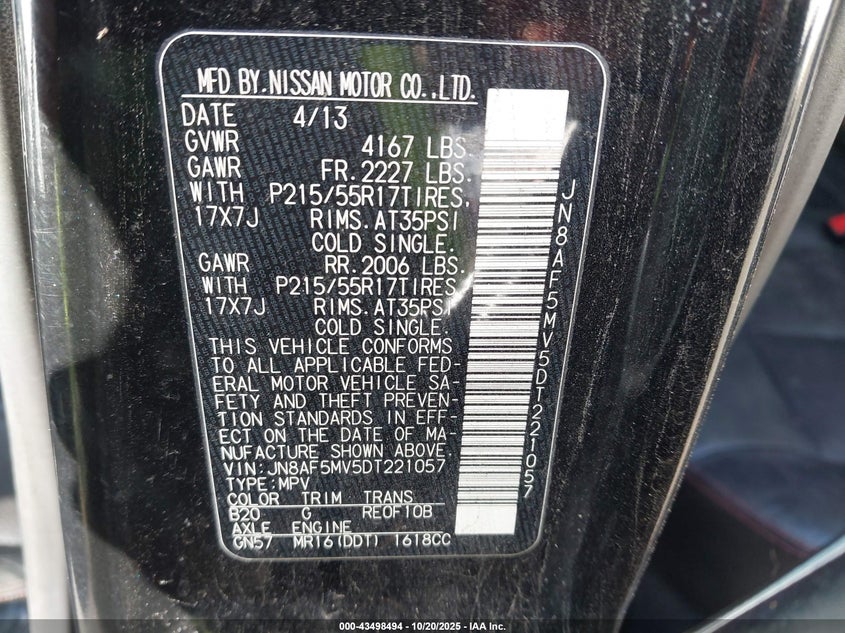 MFD BY.NISSAN MOTOR CO.,LTD.
DATE 4/13
GVWR 4167 LBS.
GAWR FR.2227 LBS.
WITH P215/55R17TIRES,
17X7J RIMS.AT35PSI
COLD SINGLE.
GAWR RR.2006 LBS.
WITH P215/55R17TIRES,
17X7J RIMS.AT35PSI
COLD SINGLE.
THIS VEHICLE CONFORMS
TO ALL APPLICABLE FED-
ERAL MOTOR VEHICLE SA-
FETY AND THEFT PREVEN-
TION STANDARDS IN EFF-
ECT ON THE DATE OF MA-
NUFACTURE SHOWN ABOVE.
VIN:JN8AF5MV5DT221057
TYPE:MPV
COLOR TRIM TRANS
B20 G RE0F10B
AXLE ENGINE
GN57 MR16(DDT) 1618CC
JN8AF5MV5DT221057
000-43498494 | 10/20/2025 - IAA Inc.